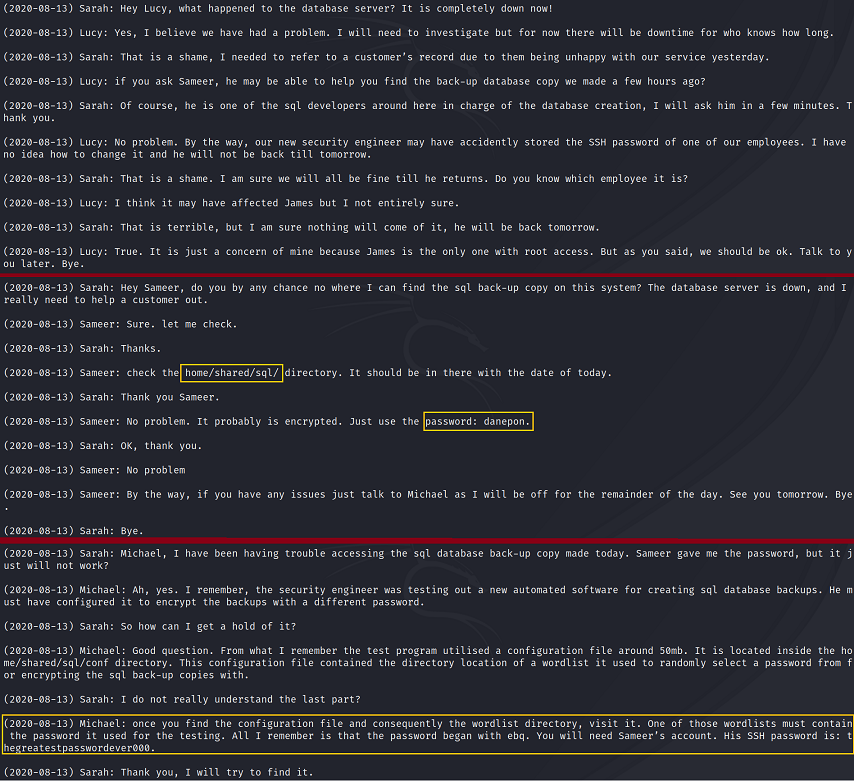 (2020-08-13) Sarah: Hey Lucy, what happened to the database server? It is completely down now!
(2020-08-13) Lucy: Yes, I believe we have had a problem. I will need to investigate but for now there will be downtime for who knows how long.
(2020-08-13) Sarah: That is a shame, I needed to refer to a customer's record due to them being unhappy with our service yesterday.
(2020-08-13) Lucy: if you ask Sameer, he may be able to help you find the back-up database copy we made a few hours ago?
(2020-08-13) Sarah: Of course, he is one of the sql developers around here in charge of the database creation, I will ask him in a few minutes. T
hank you.
(2020-08-13) Lucy: No problem. By the way, our new security engineer may have accidently stored the SSH password of one of our employees. I have
no idea how to change it and he will not be back till tomorrow.
(2020-08-13) Sarah: That is a shame. I am sure we will all be fine till he returns. Do you know which employee it is?
(2020-08-13) Lucy: I think it may have affected James but I not entirely sure.
(2020-08-13) Sarah: That is terrible, but I am sure nothing will come of it, he will be back tomorrow.
(2020-08-13) Lucy: True. It is just a concern of mine because James is the only one with root access. But as you said, we should be ok. Talk to y
ou later. Bye.
(2020-08-13) Sarah: Hey Sameer, do you by any chance no where I can find the sql back-up copy on this system? The database server is down, and I
really need to help a customer out.
(2020-08-13) Sameer: Sure. let me check.
(2020-08-13) Sarah: Thanks.
(2020-08-13) Sameer: check the home/shared/sql/ directory. It should be in there with the date of today.
(2020-08-13) Sarah: Thank you Sameer.
(2020-08-13) Sameer: No problem. It probably is encrypted. Just use the password: danepon.
(2020-08-13) Sarah: OK, thank you.
(2020-08-13) Sameer: No problem
(2020-08-13) Sameer: By the way, if you have any issues just talk to Michael as I will be off for the remainder of the day. See you tomorrow. Bye
.
(2020-08-13) Sarah: Bye.
(2020-08-13) Sarah: Michael, I have been having trouble accessing the sql database back-up copy made today. Sameer gave me the password, but it j
ust will not work?
(2020-08-13) Michael: Ah, yes. I remember, the security engineer was testing out a new automated software for creating sql database backups. He m
ust have configured it to encrypt the backups with a different password.
(2020-08-13) Sarah: So how can I get a hold of it?
(2020-08-13) Michael: Good question. From what I remember the test program utilised a configuration file around 50mb. It is located inside the ho
me/shared/sql/conf directory. This configuration file contained the directory location of a wordlist it used to randomly select a password from f
or encrypting the sql back-up copies with.
(2020-08-13) Sarah: I do not really understand the last part?
(2020-08-13) Michael: once you find the configuration file and consequently the wordlist directory, visit it. One of those wordlists must contain
the password it used for the testing. All I remember is that the password began with ebq. You will need Sameer's account. His SSH password is: t
hegreatestpasswordever000.
(2020-08-13) Sarah: Thank you, I will try to find it.